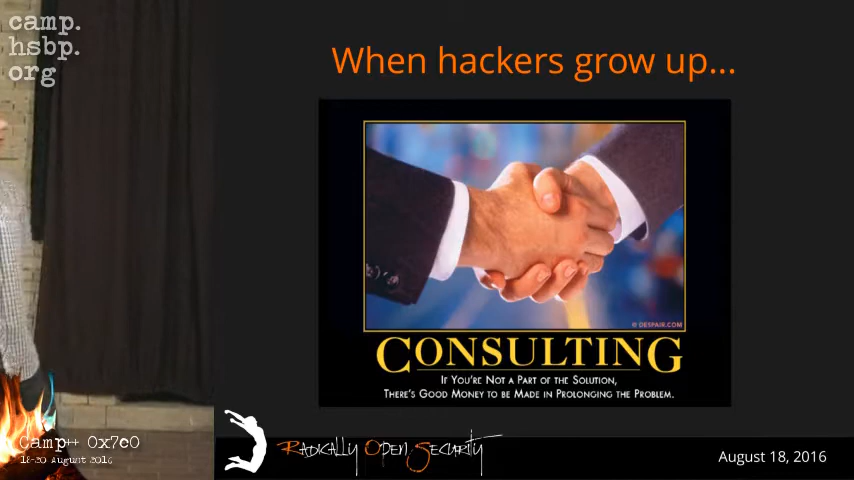 camp.
hsbp.
org
When hackers grow up...
© DESPAIR.COM
CONSULTING
IF YOU'RE NOT A PART OF THE SOLUTION,
THERE'S GOOD MONEY TO BE MADE IN PROLONGING THE PROBLEM.
Camp++ 0x7e0
18-20 August 2016
RADICALLY OPEN SECURITY
August 18, 2016